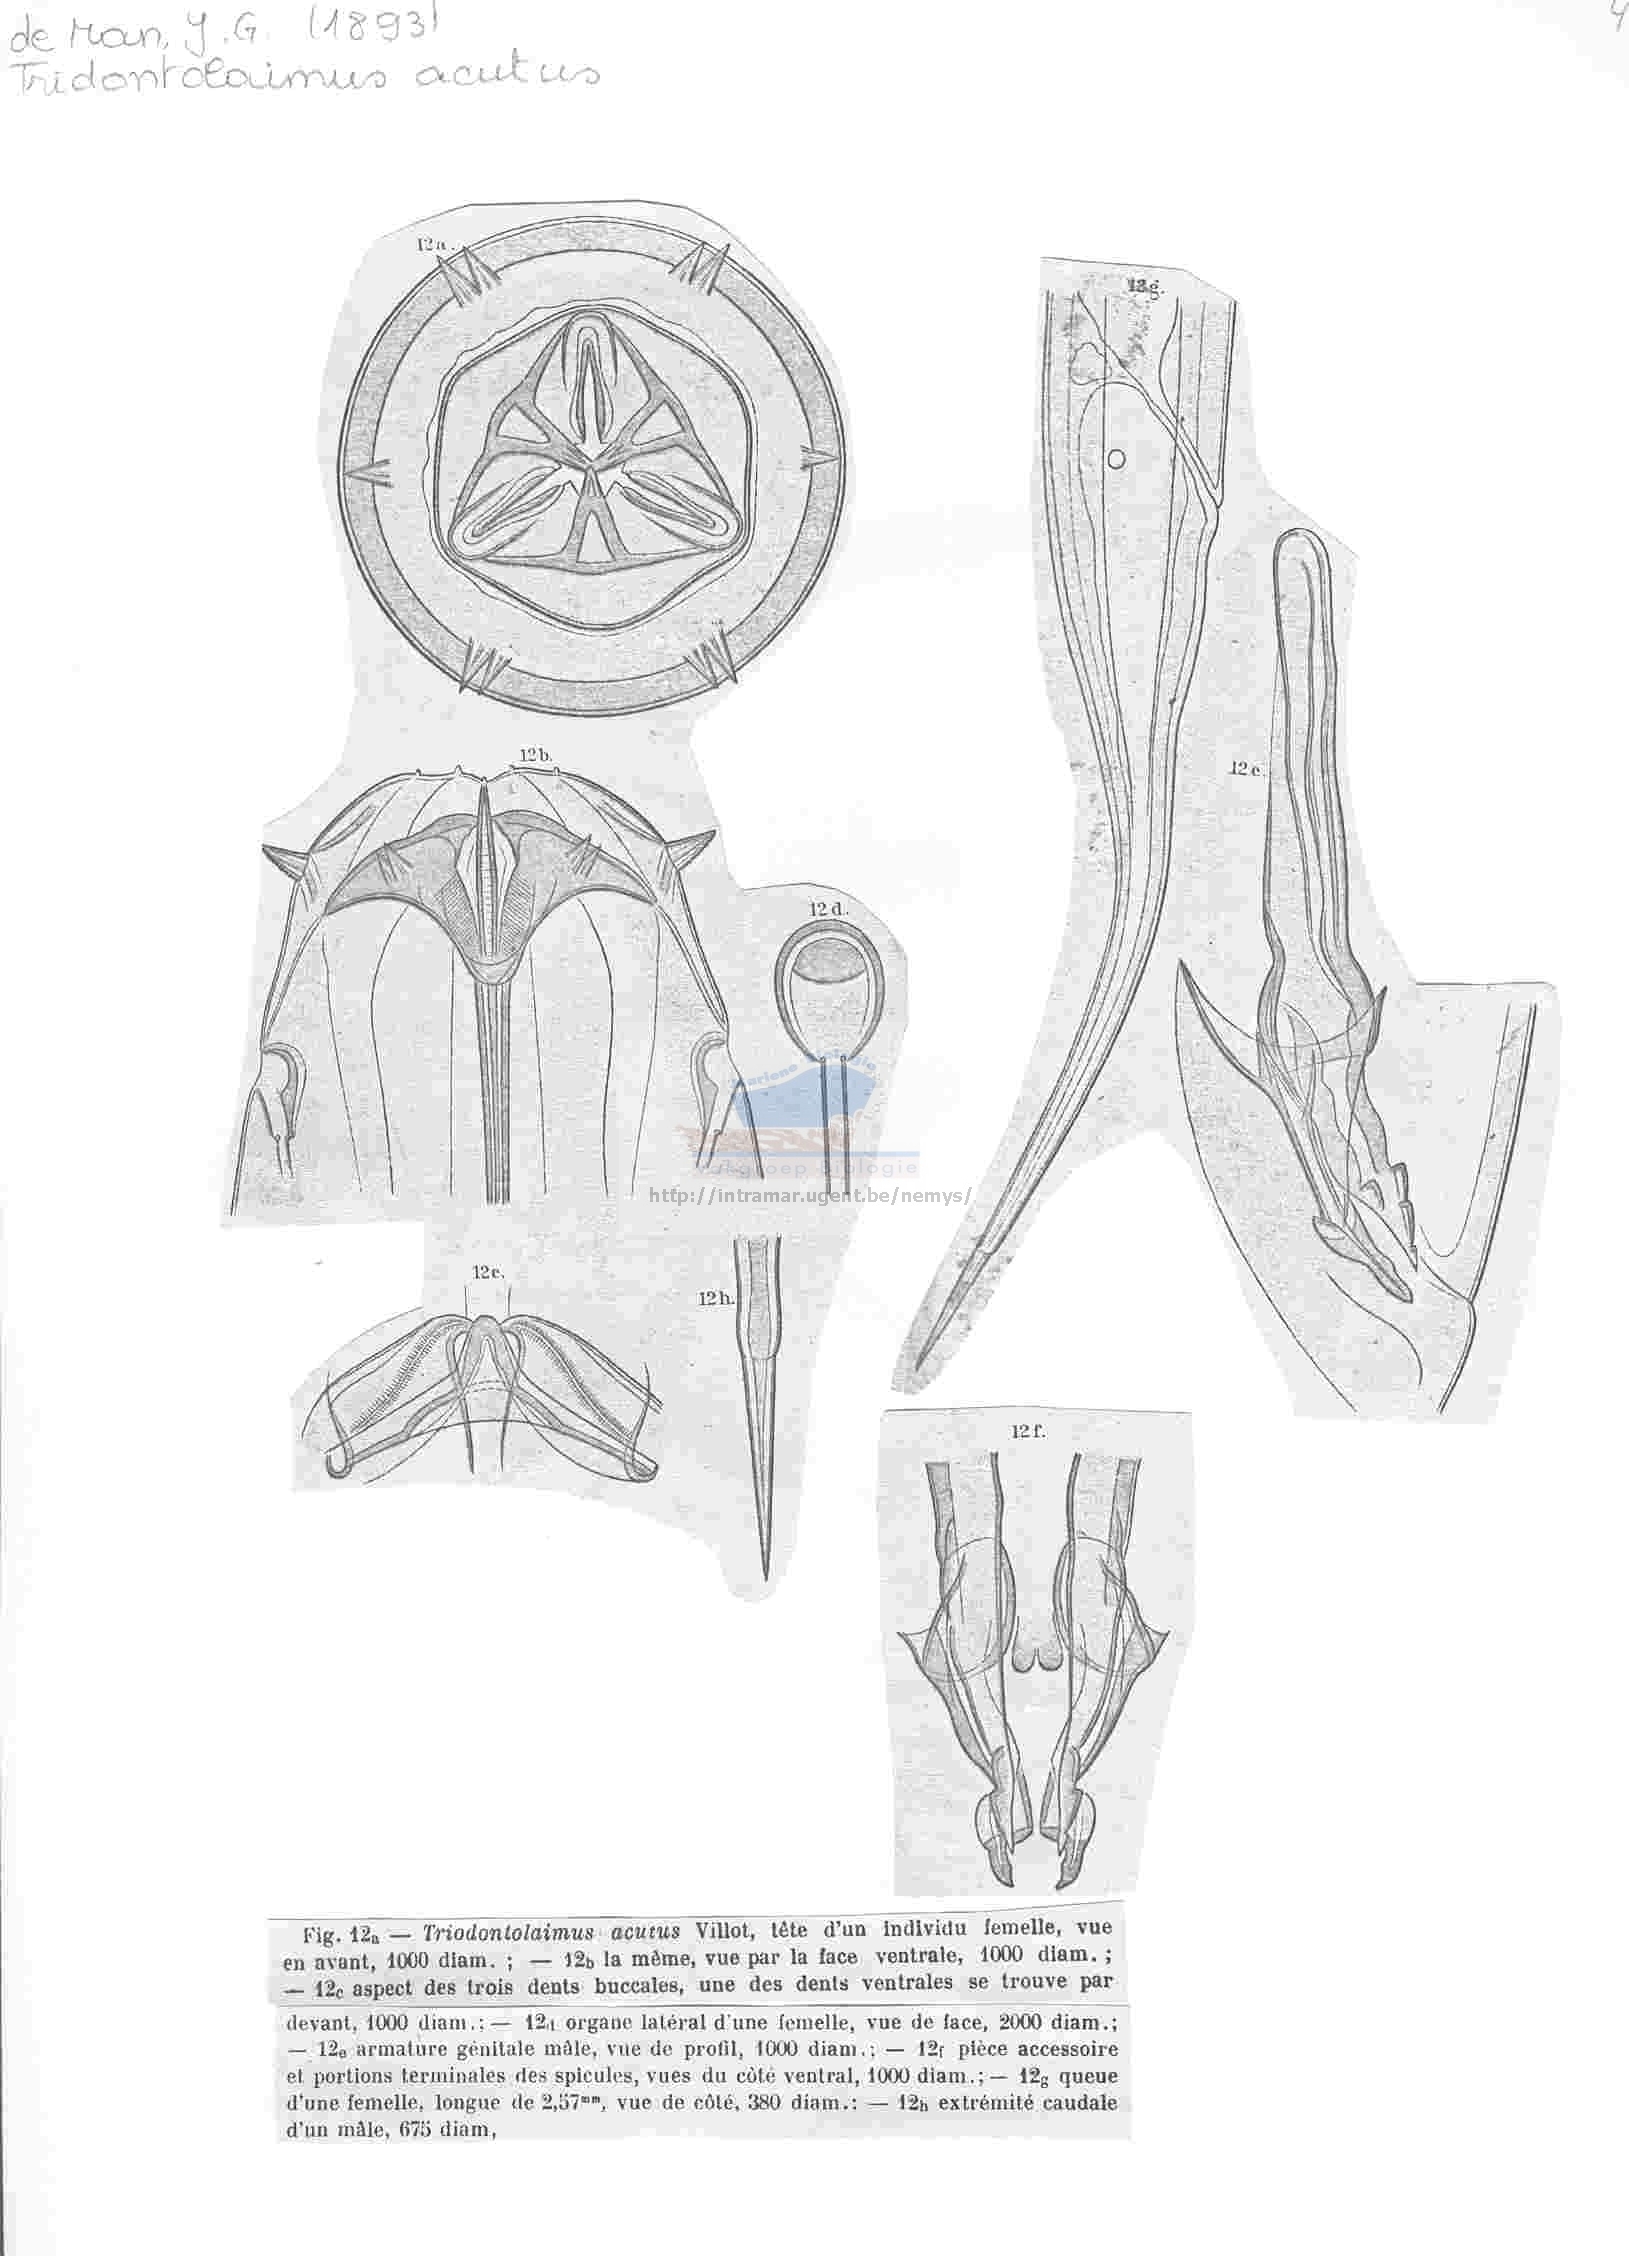 de Man, J.G. (1893)
Tridontolaimus acutus
4
12a.
12g.
12b.
12e.
12d.
Mariene Biologie
Vakgroep biologie
http://intramar.ugent.be/nemys/
12c.
12h.
12f.
Fig. 12a — Triodontolaimus acutus Villot, tête d'un individu femelle, vue
en avant, 1000 diam. ; — 12b la même, vue par la face ventrale, 1000 diam. ;
— 12c aspect des trois dents buccales, une des dents ventrales se trouve par
devant, 1000 diam.; — 12d organe latéral d'une femelle, vue de face, 2000 diam.;
— 12e armature génitale mâle, vue de profil, 1000 diam.; — 12f pièce accessoire
et portions terminales des spicules, vues du côté ventral, 1000 diam.; — 12g queue
d'une femelle, longue de 2,57mm, vue de côté, 380 diam.: — 12h extrémité caudale
d'un mâle, 675 diam,